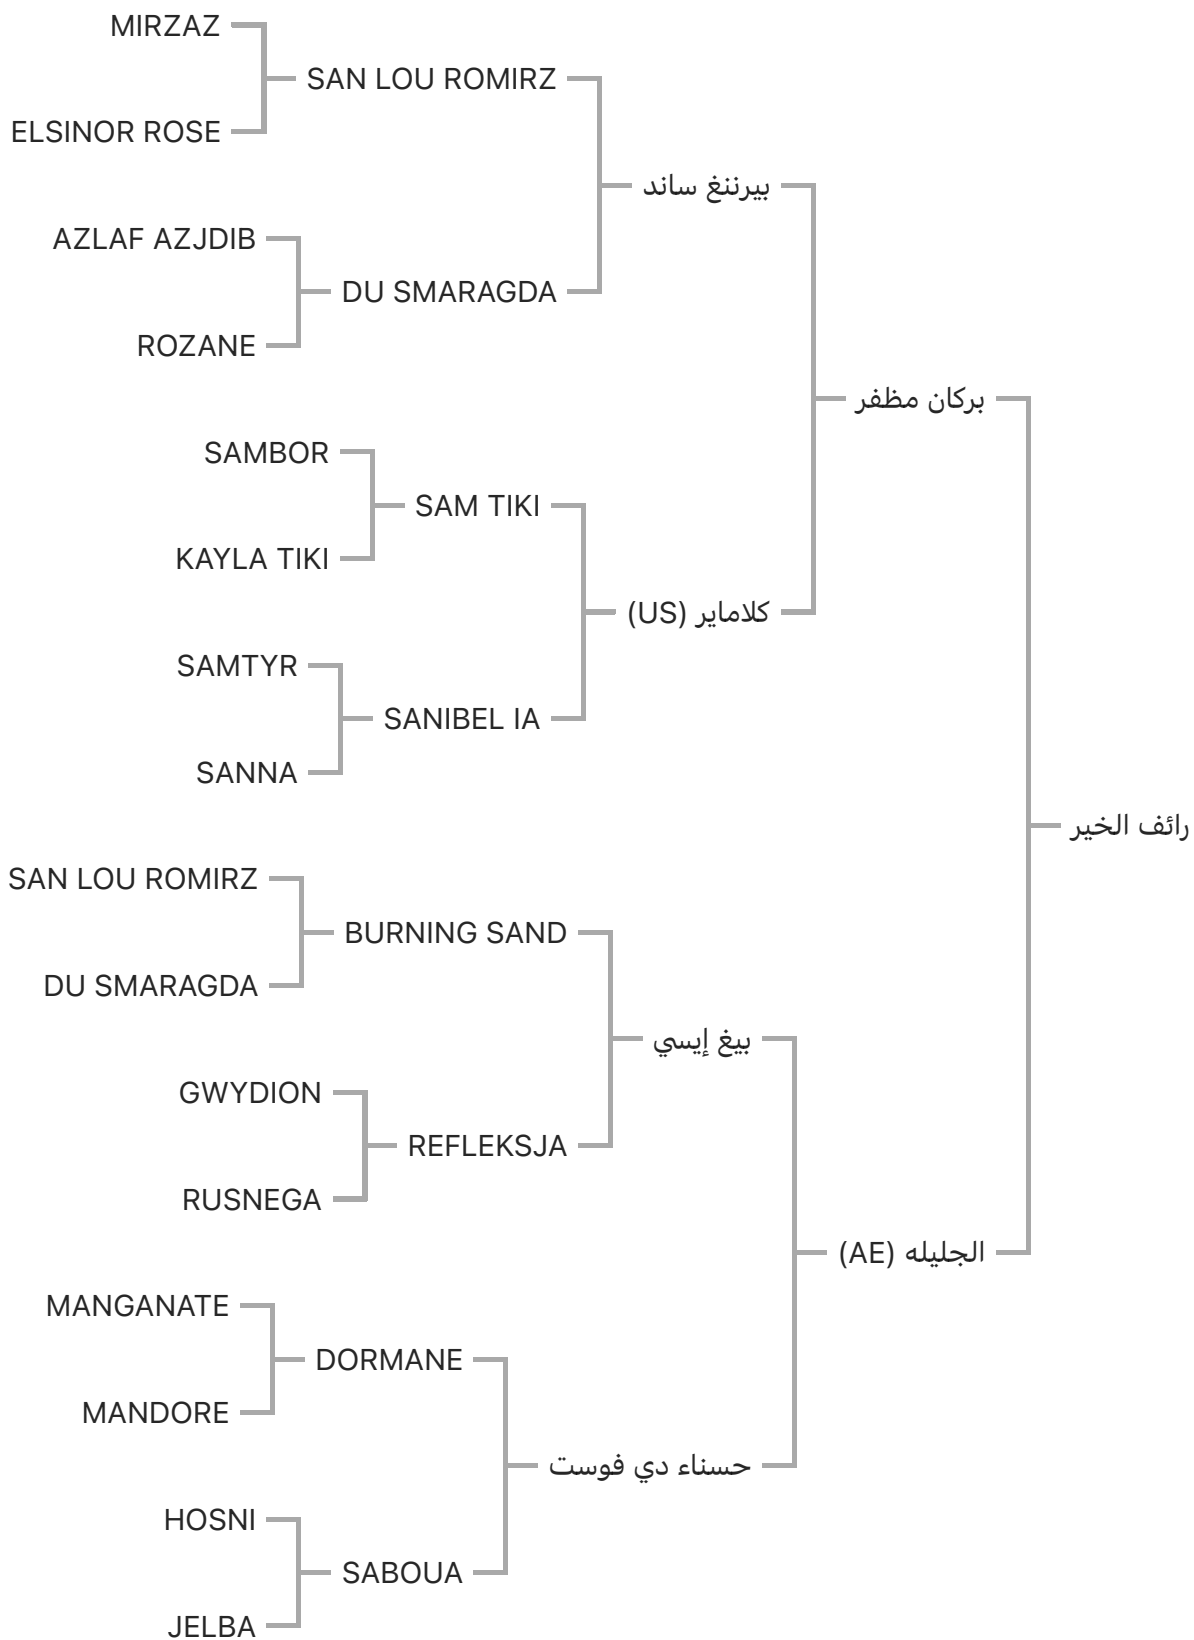 MIRZAZ
SAN LOU ROMIRZ
ELSINOR ROSE
بيرننغ ساند
AZLAF AZJDIB
DU SMARAGDA
ROZANE
بركان مظفر
SAMBOR
SAM TIKI
KAYLA TIKI
كلاماير (US)
SAMTYR
SANIBEL IA
SANNA
رائف الخير
SAN LOU ROMIRZ
BURNING SAND
DU SMARAGDA
بيغ إيسي
GWYDION
REFLEKSJA
RUSNEGA
الجليله (AE)
MANGANATE
DORMANE
MANDORE
حسناء دي فوست
HOSNI
SABOUA
JELBA